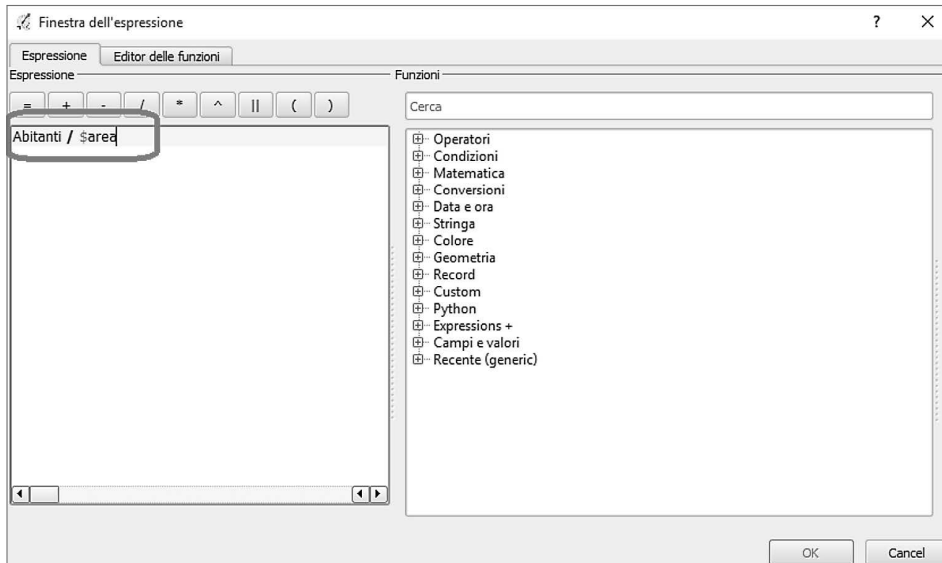 Finestra dell'espressione ? X
Espressione Editor delle funzioni
Espressione Funzioni
= + - / * ^ || ( ) Cerca
Abitanti / $area
Operatori
Condizioni
Matematica
Conversioni
Data e ora
Stringa
Colore
Geometria
Record
Custom
Python
Expressions +
Campi e valori
Recente (generic)
OK Cancel